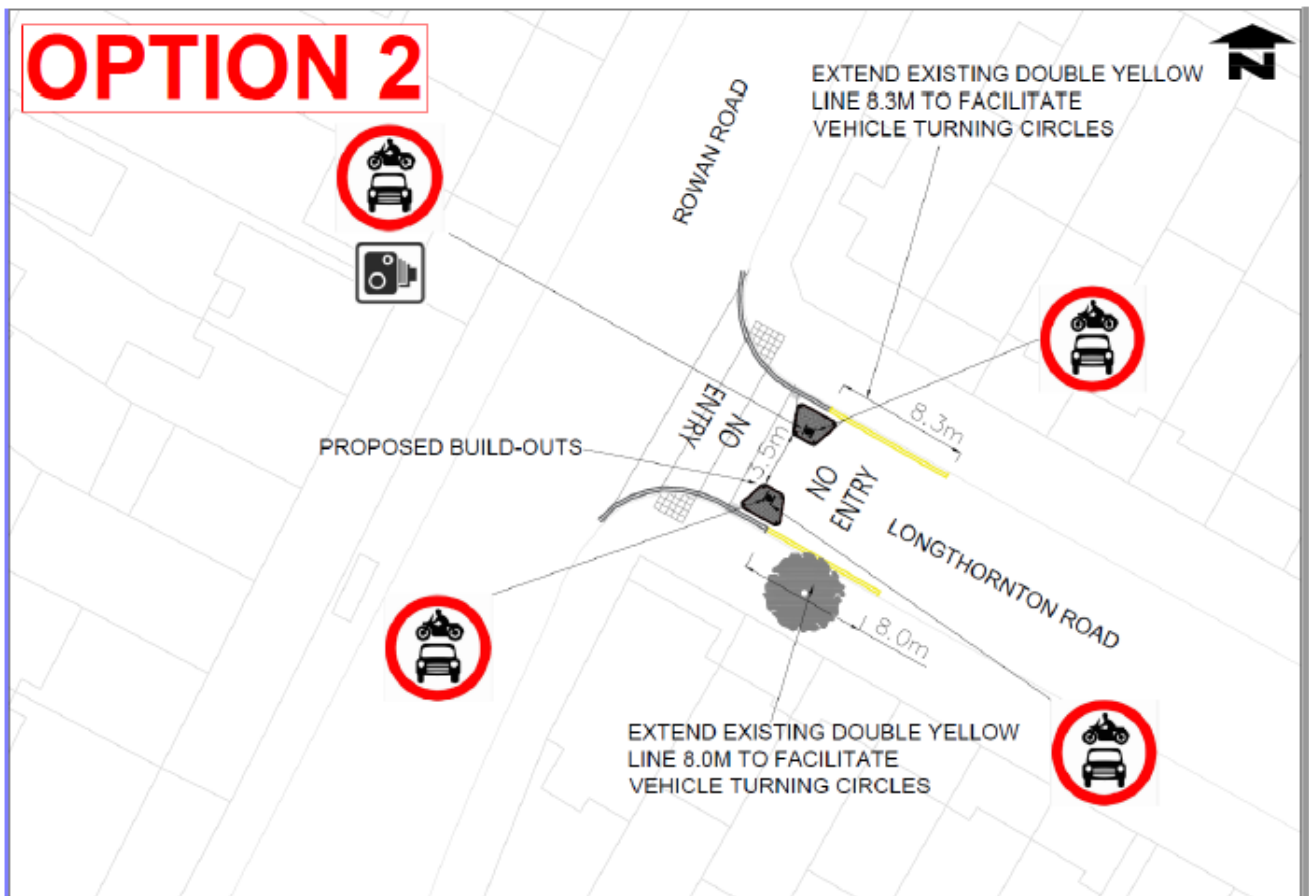 OPTION 2
N
EXTEND EXISTING DOUBLE YELLOW
LINE 8.3M TO FACILITATE
VEHICLE TURNING CIRCLES
ROWAN ROAD
8.3m
NO
ENTRY
PROPOSED BUILD-OUTS
3.5m
NO
ENTRY
LONGTHORNTON ROAD
8.0m
EXTEND EXISTING DOUBLE YELLOW
LINE 8.0M TO FACILITATE
VEHICLE TURNING CIRCLES